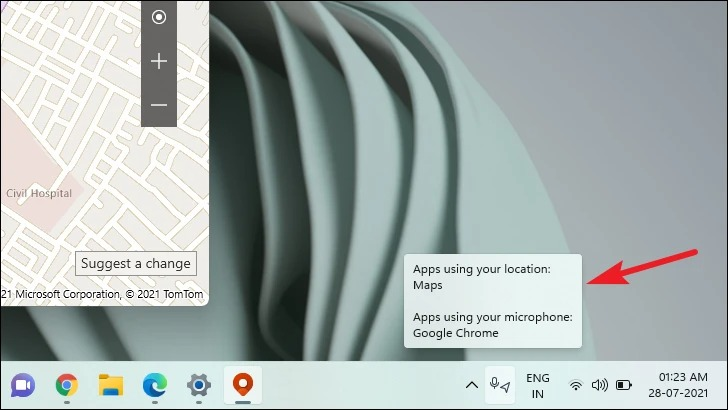 Civil Hospital
Suggest a change
21 Microsoft Corporation, © 2021 TomTom
Apps using your location:
Maps
Apps using your microphone:
Google Chrome
ENG
IN
01:23 AM
28-07-2021